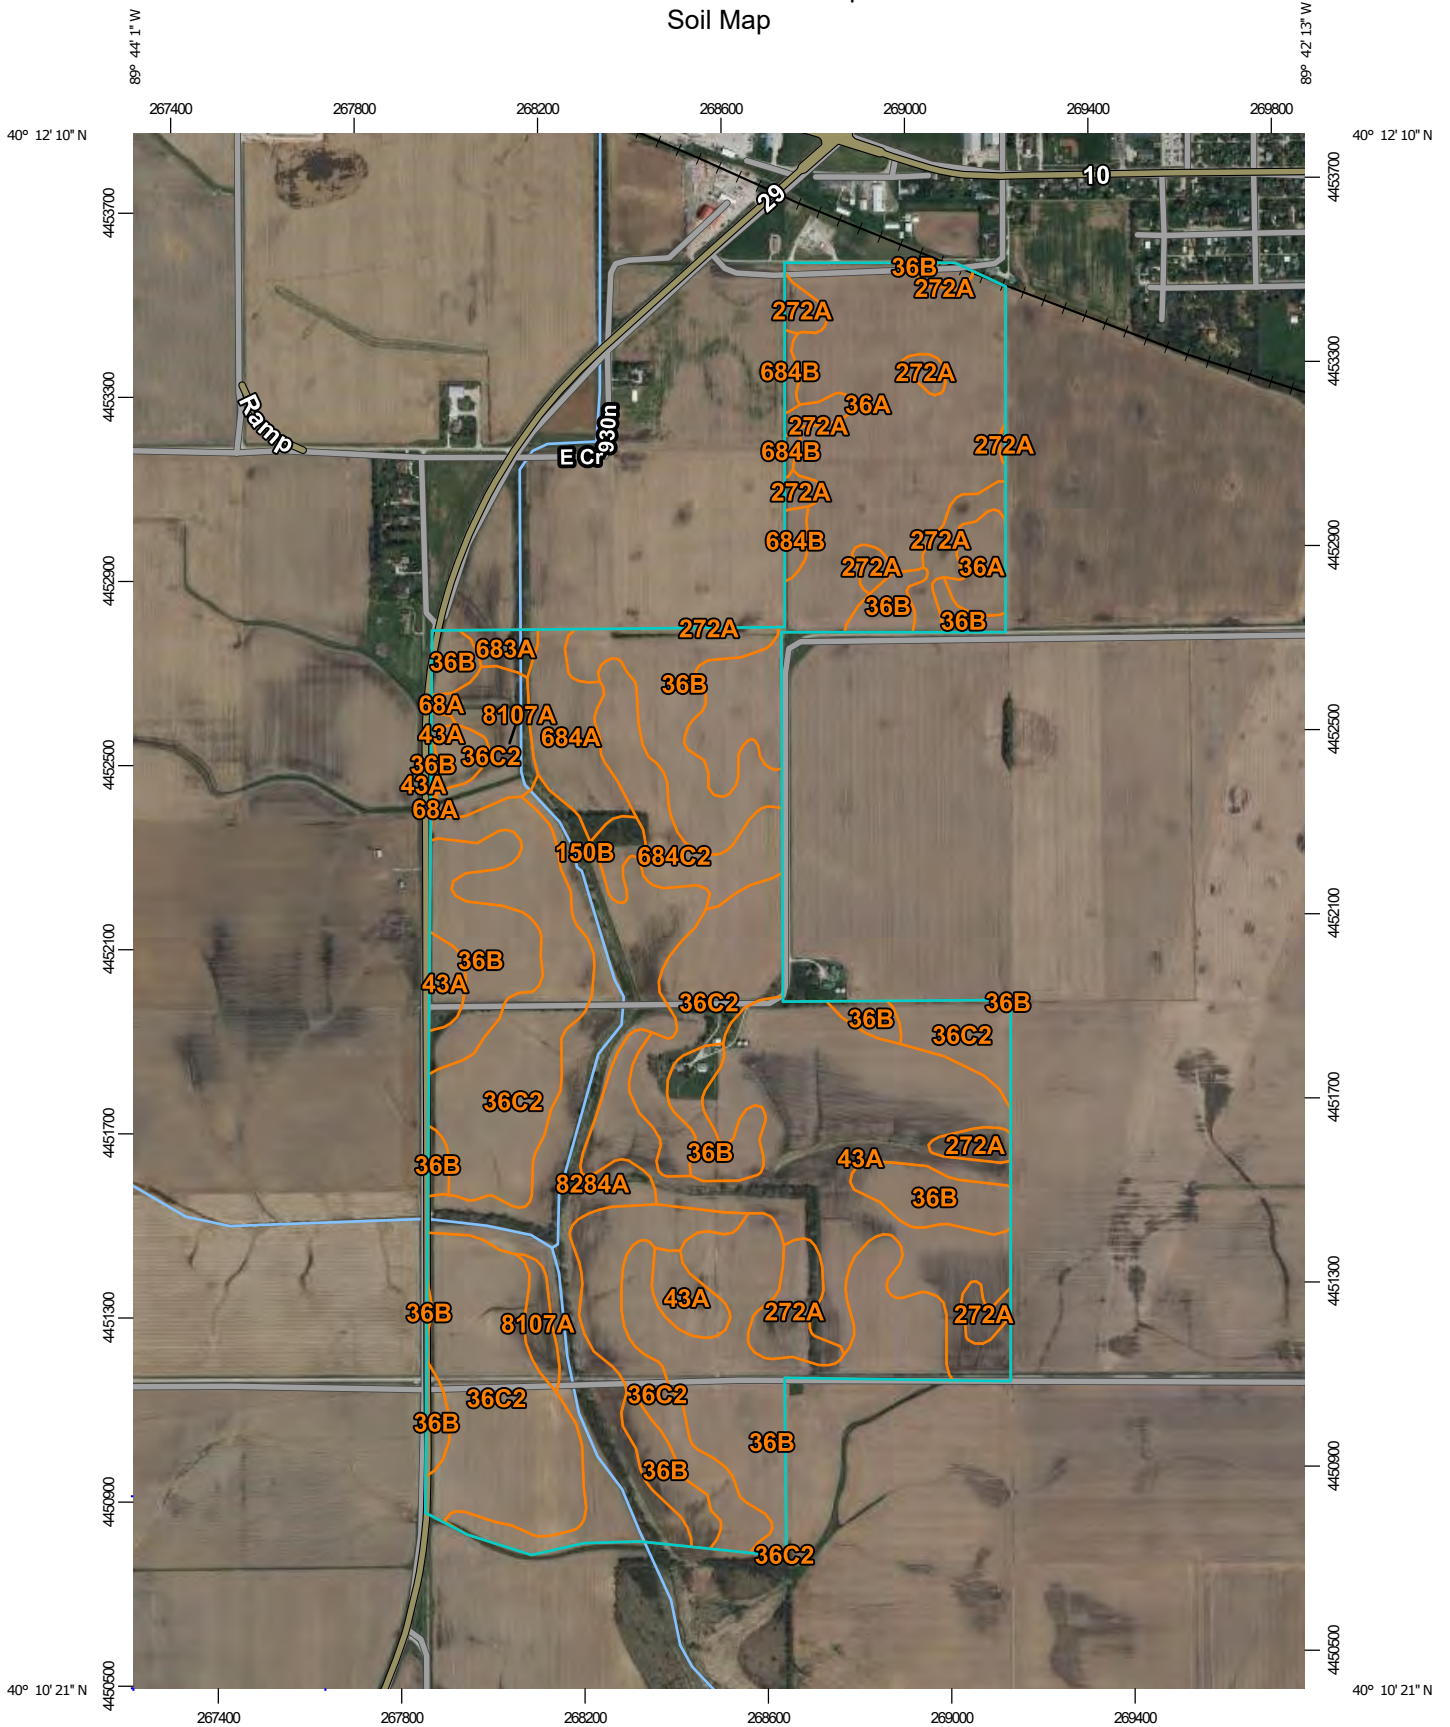 Soil Map
89° 44' 1" W
89° 42' 13" W
267400 267800 268200 268600 269000 269400 269800
40° 12' 10" N
40° 12' 10" N
10
4453700
29
4453700
36B
272A
272A
4453300
684B
272A
4453300
36A
Ramp
272A
930n
272A
684B
E Cr
272A
684B
272A
4452900
272A
36A
4452900
36B
36B
272A
683A
36B
36B
68A
8107A
43A
684A
4452500
36C2
36B
4452500
43A
68A
150B
684C2
4452100
36B
4452100
43A
36C2
36B
36B
36C2
36C2
4451700
4451700
272A
36B
36B
43A
8284A
36B
43A
4451300
36B
272A
272A
4451300
8107A
36C2
36C2
36B
36B
36B
4450900
4450900
36C2
4450500
4450500
40° 10' 21" N
40° 10' 21" N
267400 267800 268200 268600 269000 269400